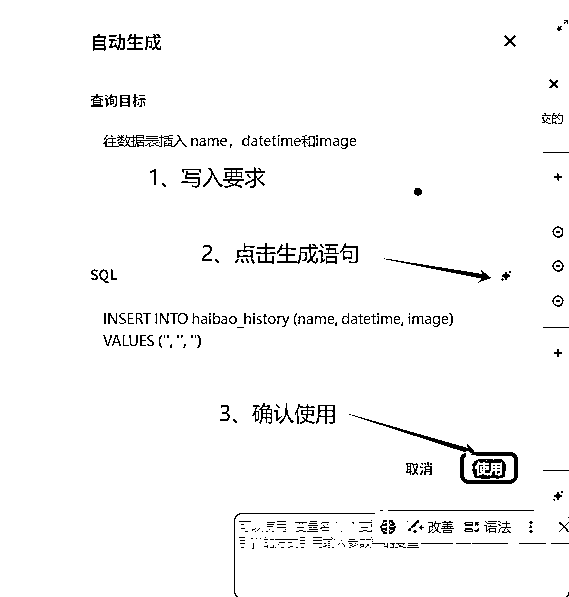 自动生成
查询目标
交的
往数据表插入 name，datetime和image
1、写入要求
2、点击生成语句
SQL
INSERT INTO haibao_history (name, datetime, image)
VALUES ('', '', '')
3、确认使用
取消 使用
改善 语法